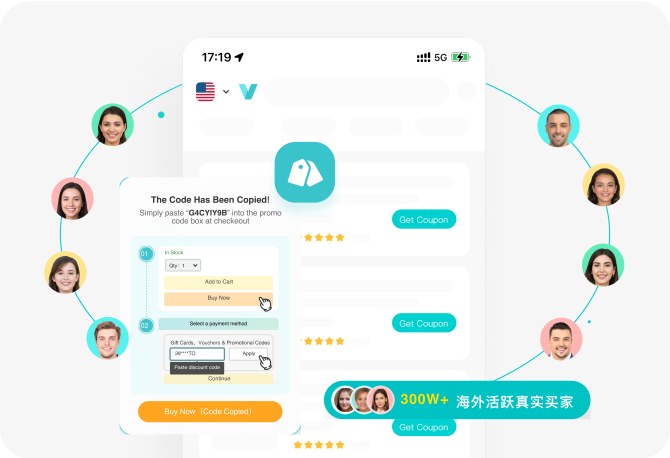 17:19
5G
The Code Has Been Copied!
Simply paste "G4CYIY9B" into the promo
code box at checkeout
01
In Stock
Qty: 1
Add to Cart
Buy Now
02
Select a payment method
Gift Cards, Vouchers & Promotional Codes
36****TO
Apply
Paste discount code
Continue
Buy Now (Code Copied)
Get Coupon
Get Coupon
300W+ 海外活跃真实买家
Get Coupon